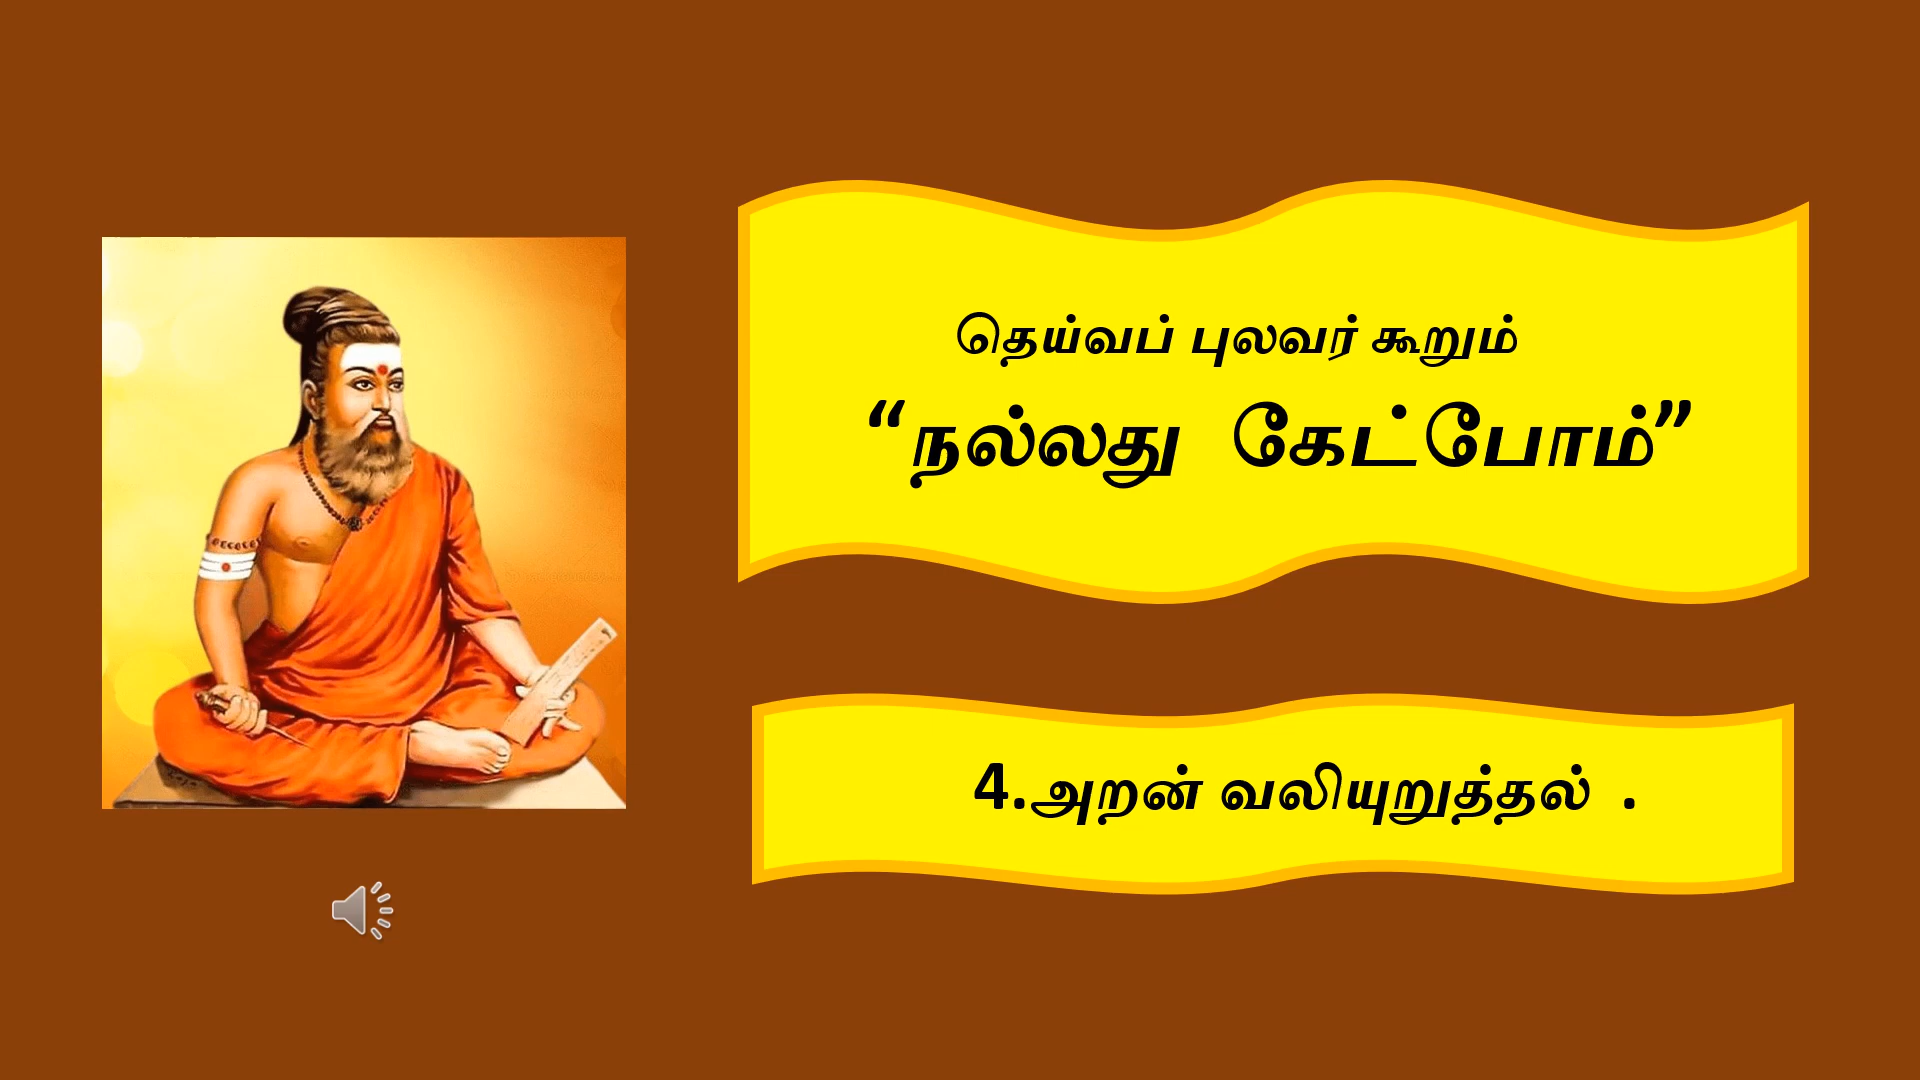 தெய்வப் புலவர் கூறும்
“நல்லது கேட்போம்”
4.அறன் வலியுறுத்தல் .